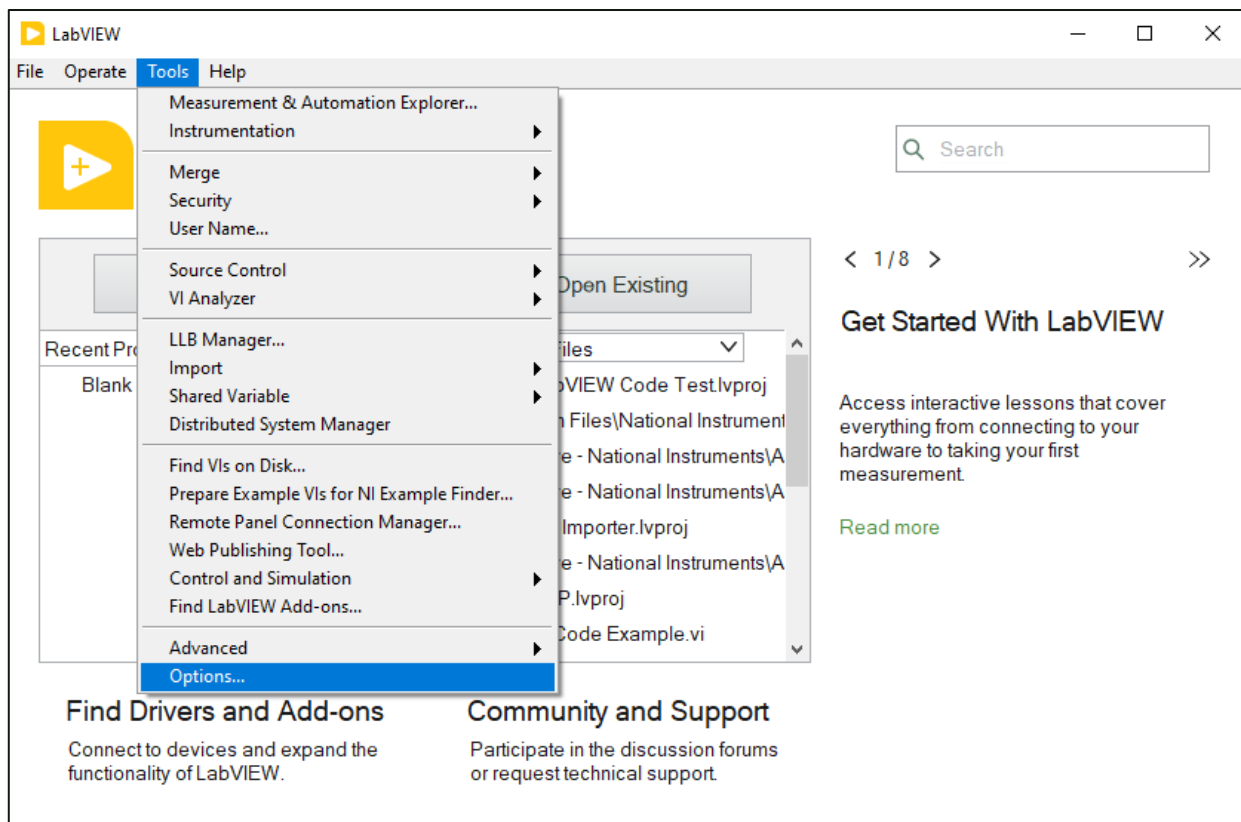 LabVIEW
File Operate Tools Help
Measurement & Automation Explorer...
Instrumentation
Merge
Security
User Name...
Source Control
VI Analyzer
LLB Manager...
Import
Shared Variable
Distributed System Manager
Find VIs on Disk...
Prepare Example VIs for NI Example Finder...
Remote Panel Connection Manager...
Web Publishing Tool...
Control and Simulation
Find LabVIEW Add-ons...
Advanced
Options...
Search
Open Existing
Recent
Blank
Code Test.lvproj
Files\National
- National Instruments\A
- National Instruments\A
Importer.lvproj
- National Instruments\A
P.lvproj
Code Example.vi
1/8
Get Started With LabVIEW
Access interactive lessons that cover
everything from connecting to your
hardware to taking your first
measurement.
Read more
Find Drivers and Add-ons
Connect to devices and expand the
functionality of LabVIEW.
Community and Support
Participate in the discussion forums
or request technical support.